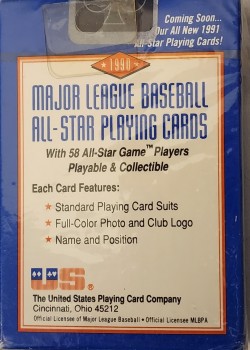 Coming Soon...
Our All New 1991
All-Star Playing Cards!
1990
MAJOR LEAGUE BASEBALL
ALL-STAR PLAYING CARDS
With 58 All-Star Game™ Players
Playable & Collectible
Each Card Features:
★ Standard Playing Card Suits
★ Full-Color Photo and Club Logo
★ Name and Position
US
The United States Playing Card Company
Cincinnati, Ohio 45212
Official Licensee of Major League Baseball • Official Licensee MLBPA